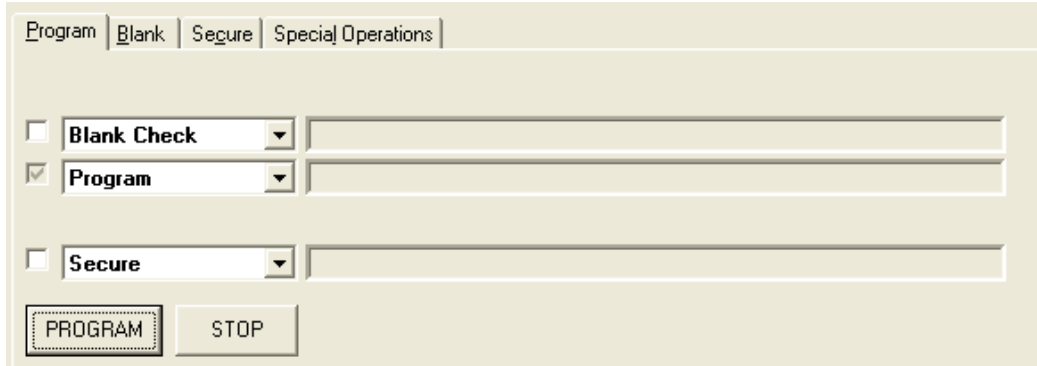 Program Blank Secure Special Operations
Blank Check
Program
Secure
PROGRAM STOP